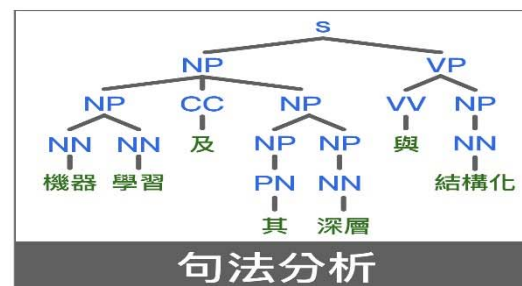 S
NP VP
NP CC NP VV NP
NN NN 及 NP NP 與 NN
機器 學習 PN NN 結構化
其 深層
句法分析